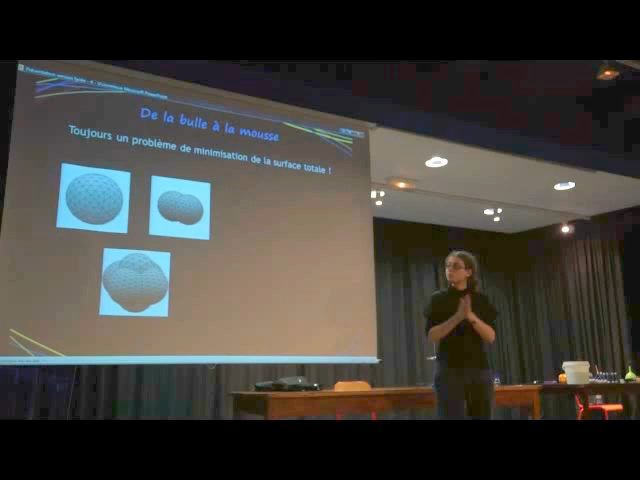 De la bulle à la mousse
Toujours un problème de minimisation de la surface totale !